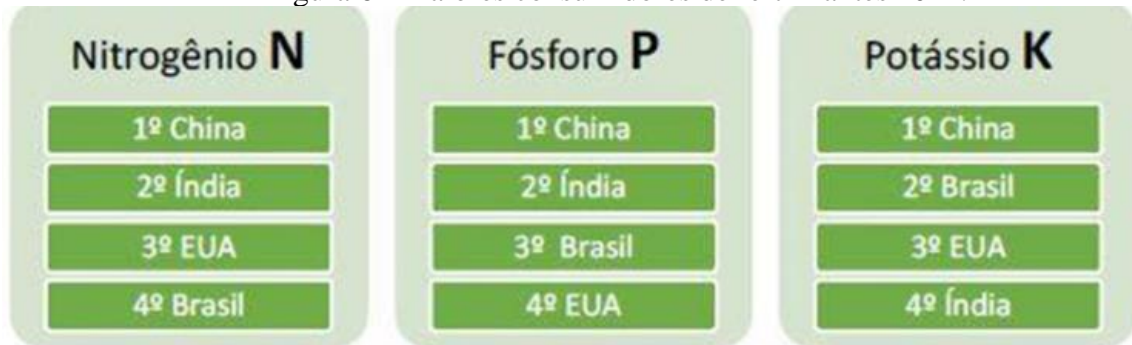 Nitrogênio N
1º China
2º Índia
3º EUA
4º Brasil
Fósforo P
1º China
2º Índia
3º Brasil
4º EUA
Potássio K
1º China
2º Brasil
3º EUA
4º Índia